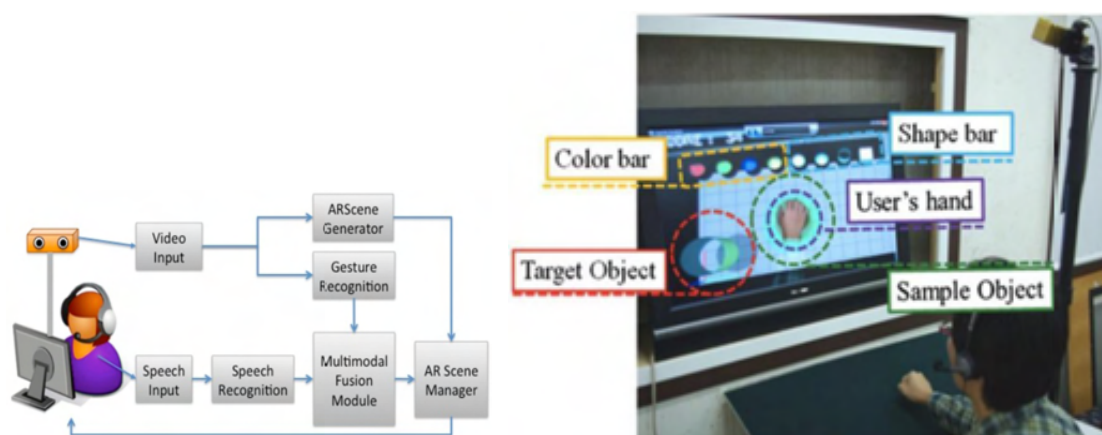 Video
Input
ARScene
Generator
Gesture
Recognition
Speech
Input
Speech
Recognition
Multimodal
Fusion
Module
AR Scene
Manager
Color bar
Shape bar
User's hand
Target Object
Sample Object